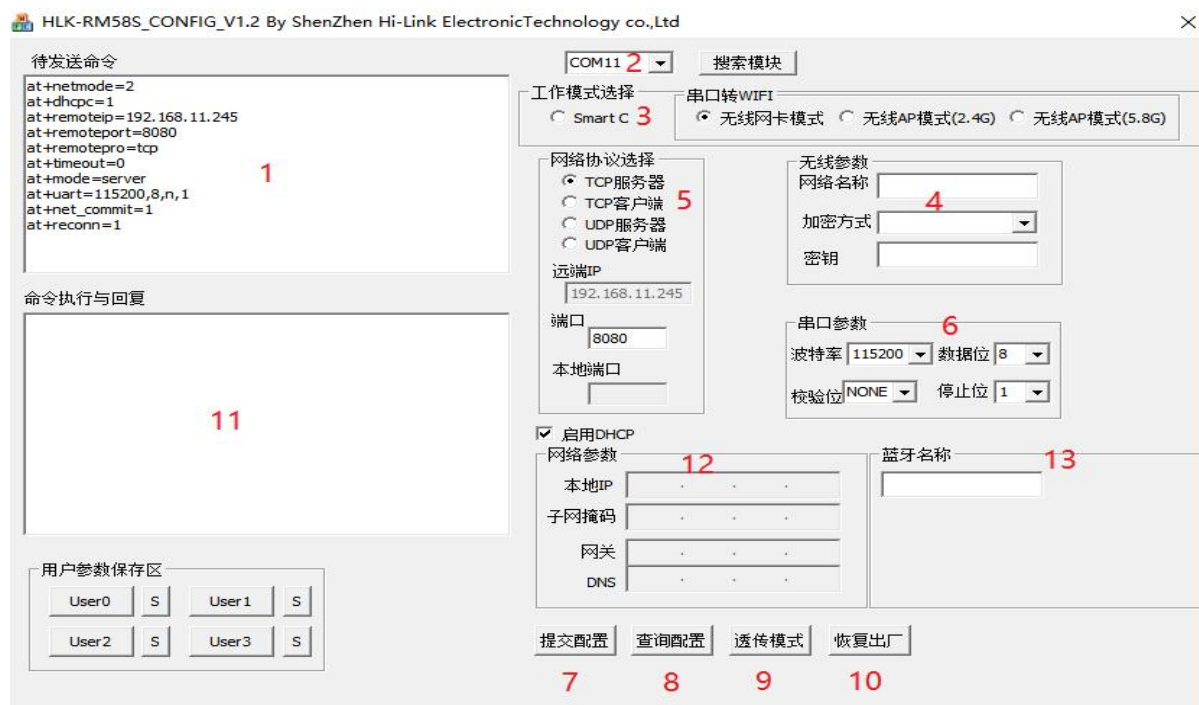 HLK-RM58S_CONFIG_V1.2 By ShenZhen Hi-Link ElectronicTechnology co.,Ltd
待发送命令
at+netmode=2
at+dhcpc=1
at+remoteip=192.168.11.245
at+remoteport=8080
at+remotepro=tcp
at+timeout=0
at+mode=server
at+uart=115200,8,n,1
at+net_commit=1
at+reconn=1
1
命令执行与回复
11
用户参数保存区
User0 S User1 S
User2 S User3 S
COM11 2 搜索模块
工作模式选择
Smart C 3
串口转WIFI
无线网卡模式 无线AP模式(2.4G) 无线AP模式(5.8G)
网络协议选择
TCP服务器
TCP客户端 5
UDP服务器
UDP客户端
远端IP
192.168.11.245
端口
8080
本地端口
无线参数
网络名称
4
加密方式
密钥
串口参数 6
波特率 115200 数据位 8
校验位 NONE 停止位 1
启用DHCP
网络参数 12
本地IP . . .
子网掩码 . . .
网关 . . .
DNS . . .
蓝牙名称 13
提交配置 查询配置 透传模式 恢复出厂
7 8 9 10